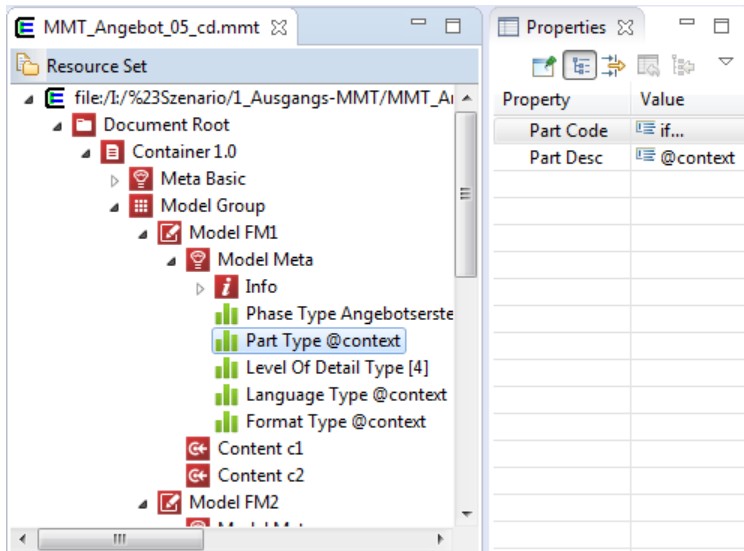 MMT_Angebot_05_cd.mmt
Resource Set
file:/I:/%23Szenario/1_Ausgangs-MMT/MMT_A
Document Root
Container 1.0
Meta Basic
Model Group
Model FM1
Model Meta
Info
Phase Type Angebotserste
Part Type @context
Level Of Detail Type [4]
Language Type @context
Format Type @context
Content c1
Content c2
Model FM2
Properties
Property Value
Part Code if...
Part Desc @context